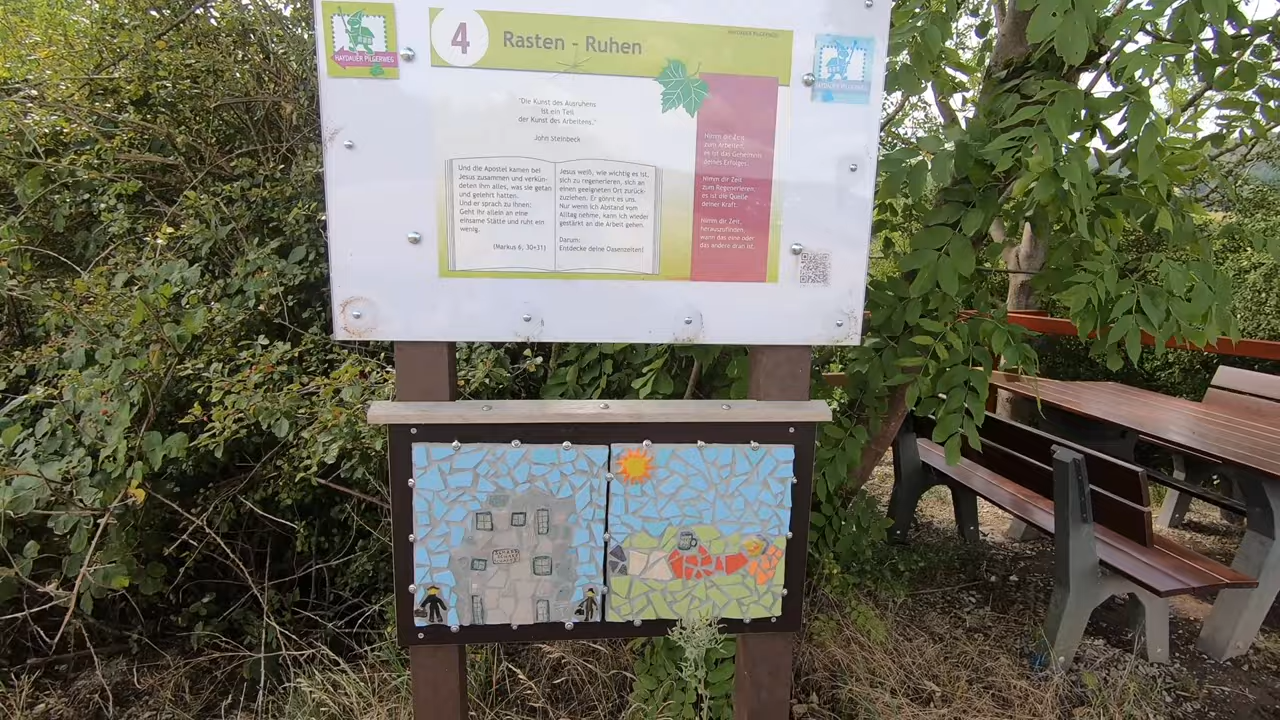 HAYDAUER PILGERWEG
4
Rasten - Ruhen
HAYDAUER PILGERWEG
HAYDAUER PILGERWEG
"Die Kunst des Ausruhens
ist ein Teil
der Kunst des Arbeitens."
John Steinbeck
Und die Apostel kamen bei
Jesus zusammen und verkün-
deten ihm alles, was sie getan
und gelehrt hatten.
Und er sprach zu ihnen:
Geht ihr allein an eine
einsame Stätte und ruht ein
wenig.
(Markus 6, 30+31)
Jesus weiß, wie wichtig es ist,
sich zu regenerieren, sich an
einen geeigneten Ort zurück-
zuziehen. Er gönnt es uns.
Nur wenn ich Abstand vom
Alltag nehme, kann ich wieder
gestärkt an die Arbeit gehen.
Darum:
Entdecke deine Oasenzeiten!
Nimm dir Zeit
zum Arbeiten,
es ist das Geheimnis
deines Erfolges.
Nimm dir Zeit
zum Regenerieren,
es ist die Quelle
deiner Kraft.
Nimm dir Zeit,
herauszufinden,
wann das eine oder
das andere dran ist.